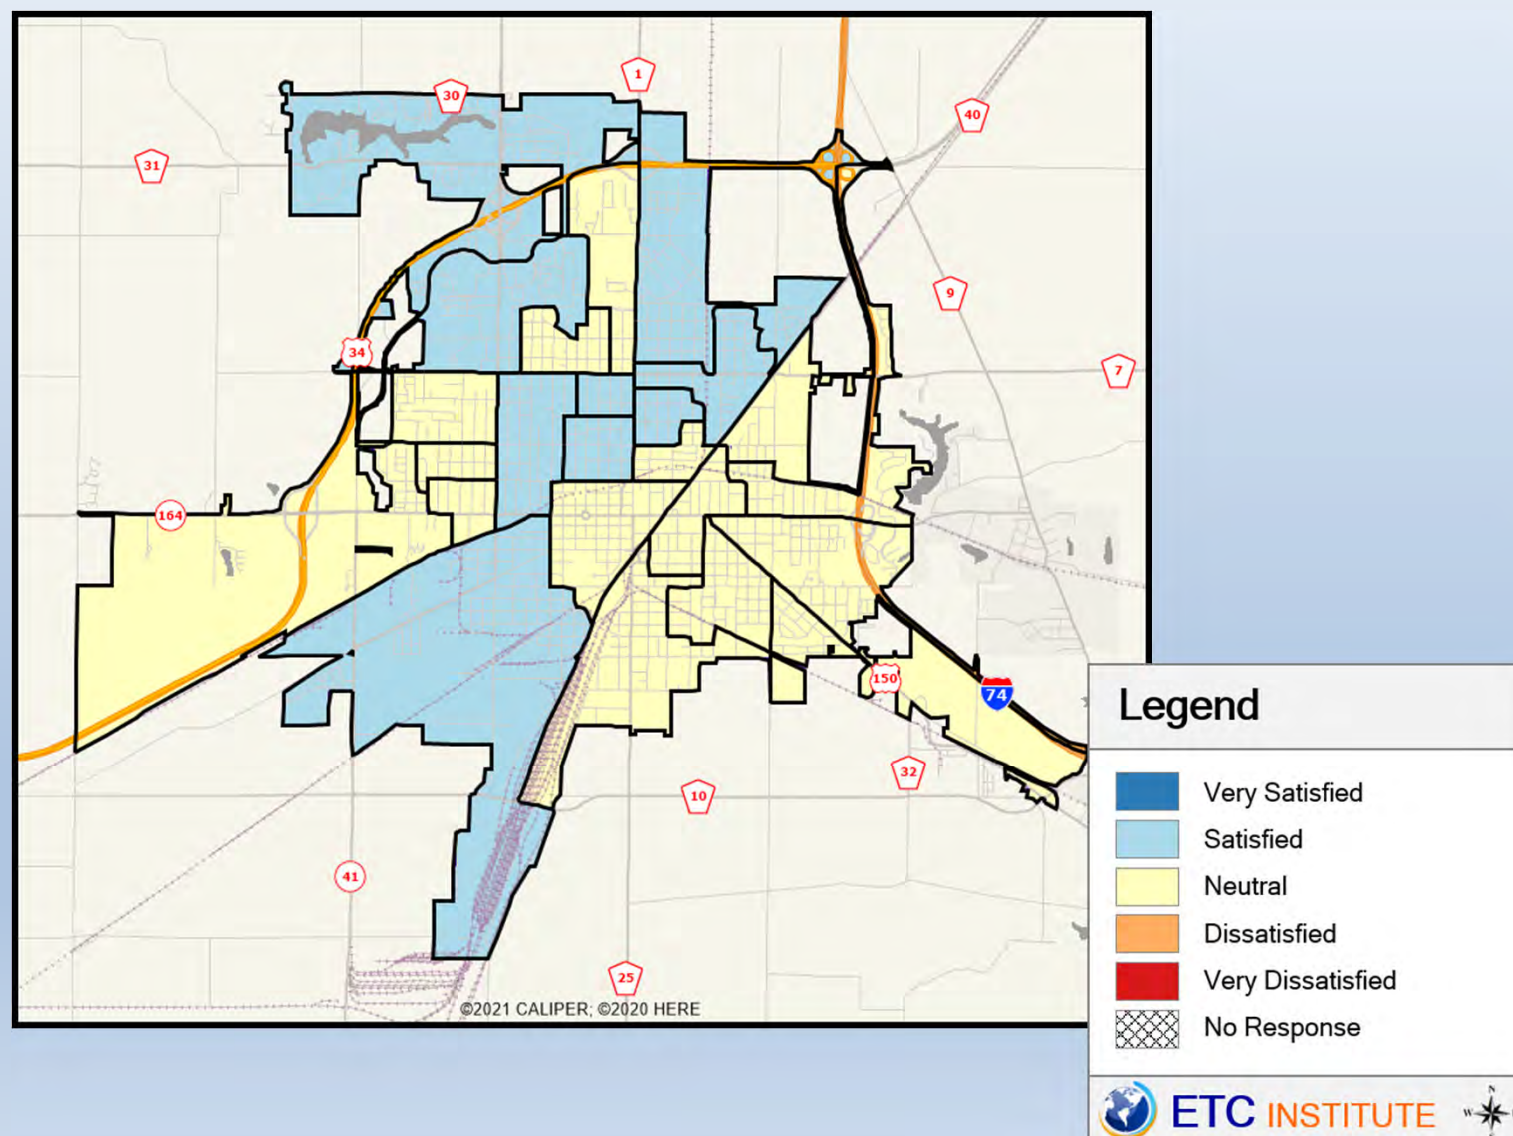 1
30
40
31
9
34
7
164
150
74
32
10
41
25
©2021 CALIPER; ©2020 HERE
Legend
Very Satisfied
Satisfied
Neutral
Dissatisfied
Very Dissatisfied
No Response
ETC INSTITUTE
N
W
S